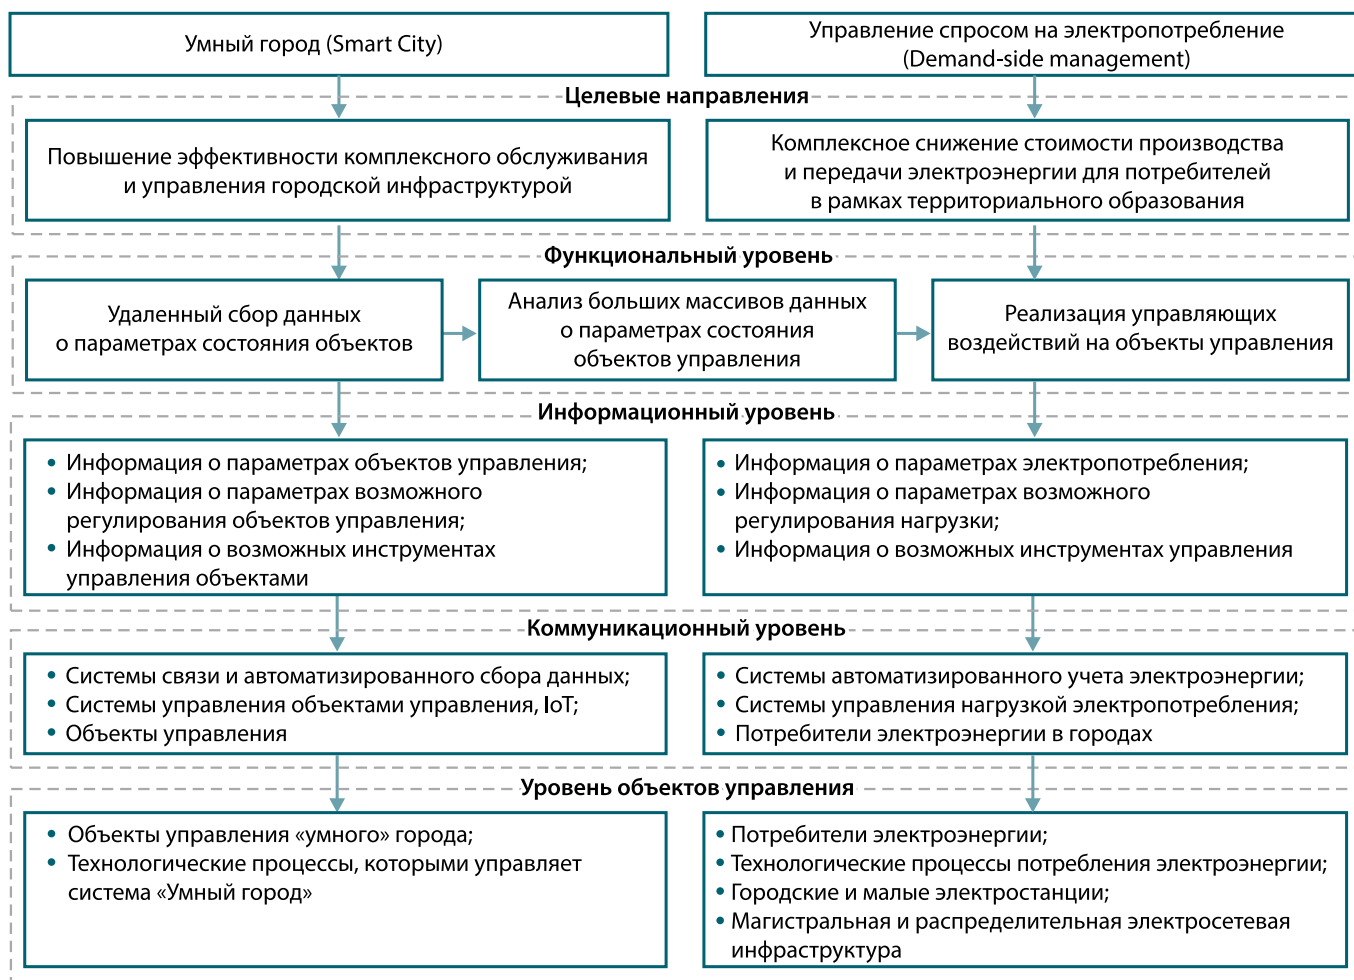 Умный город (Smart City)
Управление спросом на электропотребление
(Demand-side management)
Целевые направления
Повышение эффективности комплексного обслуживания
и управления городской инфраструктурой
Комплексное снижение стоимости производства
и передачи электроэнергии для потребителей
в рамках территориального образования
Функциональный уровень
Удаленный сбор данных
о параметрах состояния объектов
Анализ больших массивов данных
о параметрах состояния
объектов управления
Реализация управляющих
воздействий на объекты управления
Информационный уровень
• Информация о параметрах объектов управления;
• Информация о параметрах возможного
регулирования объектов управления;
• Информация о возможных инструментах
управления объектами
• Информация о параметрах электропотребления;
• Информация о параметрах возможного
регулирования нагрузки;
• Информация о возможных инструментах управления
Коммуникационный уровень
• Системы связи и автоматизированного сбора данных;
• Системы управления объектами управления, IoT;
• Объекты управления
• Системы автоматизированного учета электроэнергии;
• Системы управления нагрузкой электропотребления;
• Потребители электроэнергии в городах
Уровень объектов управления
• Объекты управления «умного» города;
• Технологические процессы, которыми управляет
система «Умный город»
• Потребители электроэнергии;
• Технологические процессы потребления электроэнергии;
• Городские и малые электростанции;
• Магистральная и распределительная электросетевая
инфраструктура